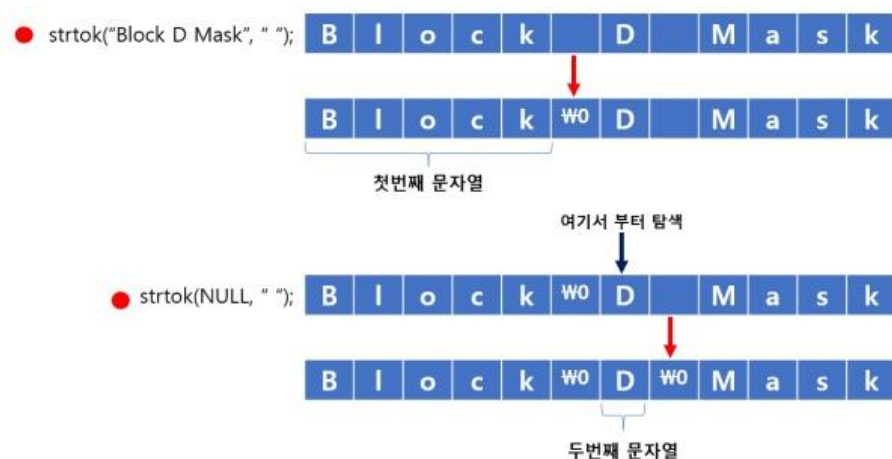 strtok("Block D Mask", " "); B l o c k D M a s k
B l o c k ₩0 D M a s k
첫번째 문자열
여기서 부터 탐색
strtok(NULL, " "); B l o c k ₩0 D M a s k
B l o c k ₩0 D ₩0 M a s k
두번째 문자열